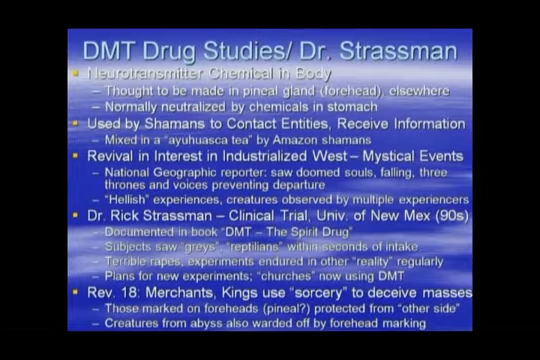 DMT Drug Studies/ Dr. Strassman
Neurotransmitter Chemical in Body
– Thought to be made in pineal gland (forehead), elsewhere
– Normally neutralized by chemicals in stomach
Used by Shamans to Contact Entities, Receive Information
– Mixed in a "ayuhuasca tea" by Amazon shamans
Revival in Interest in Industrialized West – Mystical Events
– National Geographic reporter: saw doomed souls, falling, three
thrones and voices preventing departure
– "Hellish" experiences, creatures observed by multiple experiencers
Dr. Rick Strassman – Clinical Trial, Univ. of New Mex (90s)
– Documented in book "DMT – The Spirit Drug"
– Subjects saw "greys", "reptilians" within seconds of intake
– Terrible rapes, experiments endured in other "reality" regularly
– Plans for new experiments; "churches" now using DMT
Rev. 18: Merchants, Kings use "sorcery" to deceive masses
– Those marked on foreheads (pineal?) protected from "other side"
– Creatures from abyss also warded off by forehead marking